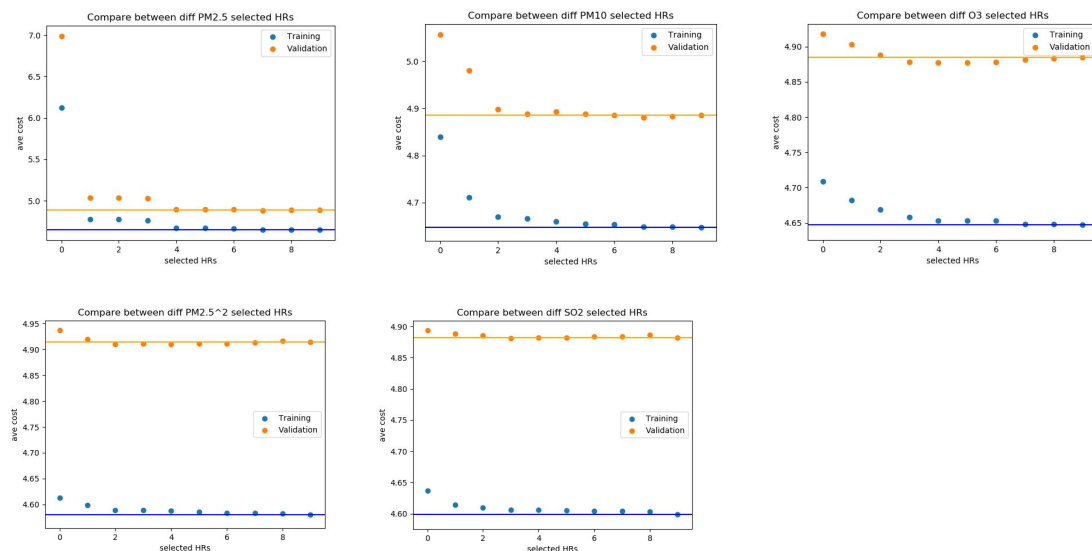 Compare between diff PM2.5 selected HRs
7.0
6.5
6.0
5.5
5.0
ave cost
0 2 4 6 8
selected HRs
Training
Validation
Compare between diff PM10 selected HRs
5.0
4.9
4.8
4.7
ave cost
0 2 4 6 8
selected HRs
Training
Validation
Compare between diff O3 selected HRs
4.90
4.85
4.80
4.75
4.70
4.65
ave cost
0 2 4 6 8
selected HRs
Training
Validation
Compare between diff PM2.5^2 selected HRs
4.95
4.90
4.85
4.80
4.75
4.70
4.65
4.60
ave cost
0 2 4 6 8
selected HRs
Training
Validation
Compare between diff SO2 selected HRs
4.90
4.85
4.80
4.75
4.70
4.65
4.60
ave cost
0 2 4 6 8
selected HRs
Training
Validation